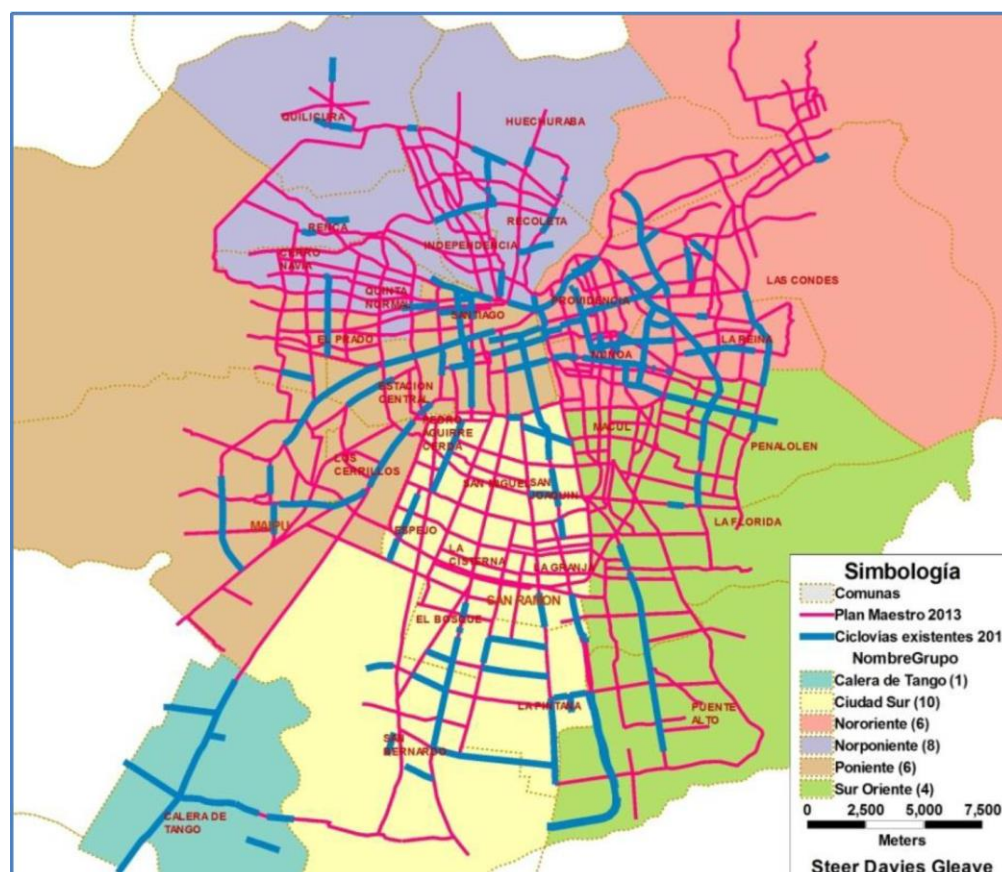 QUILICURA
HUECHURABA
RENCA
RECOLETA
INDEPENDENCIA
CERRO
NAVIA
LAS CONDES
QUINTA
NORMAL
PROVIDENCIA
SANTIAGO
EL PRADO
LA REINA
ÑUÑOA
ESTACION
CENTRAL
PEDRO
AGUIRRE
CERDA
MACUL
PENALOLEN
LOS
CERRILLOS
SAN MIGUEL
SAN
JOAQUIN
MAIPU
ESPEJO
LA FLORIDA
LA
CISTERNA
LA GRANJA
SAN RAMON
EL BOSQUE
LA PINTANA
PUENTE
ALTO
SAN
BERNARDO
CALERA DE
TANGO
Simbología
Comunas
Plan Maestro 2013
Ciclovias existentes 201
NombreGrupo
Calera de Tango (1)
Ciudad Sur (10)
Nororiente (6)
Norponiente (8)
Poniente (6)
Sur Oriente (4)
0 2,500 5,000 7,500
Meters
Steer Davies Gleave